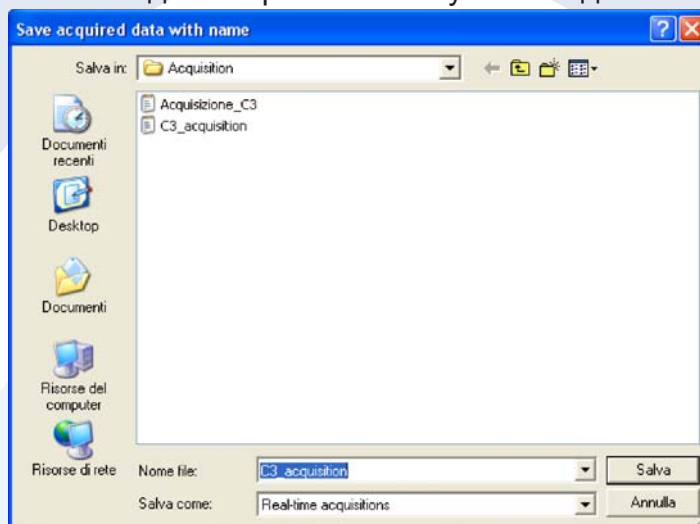 Save acquired data with name
Salva in:
Acquisition
Acquisizione_C3
C3_acquisition
Documenti
recenti
Desktop
Documenti
Risorse del
computer
Risorse di rete
Nome file:
C3_acquisition
Salva
Salva come:
Real-time acquisitions
Annulla